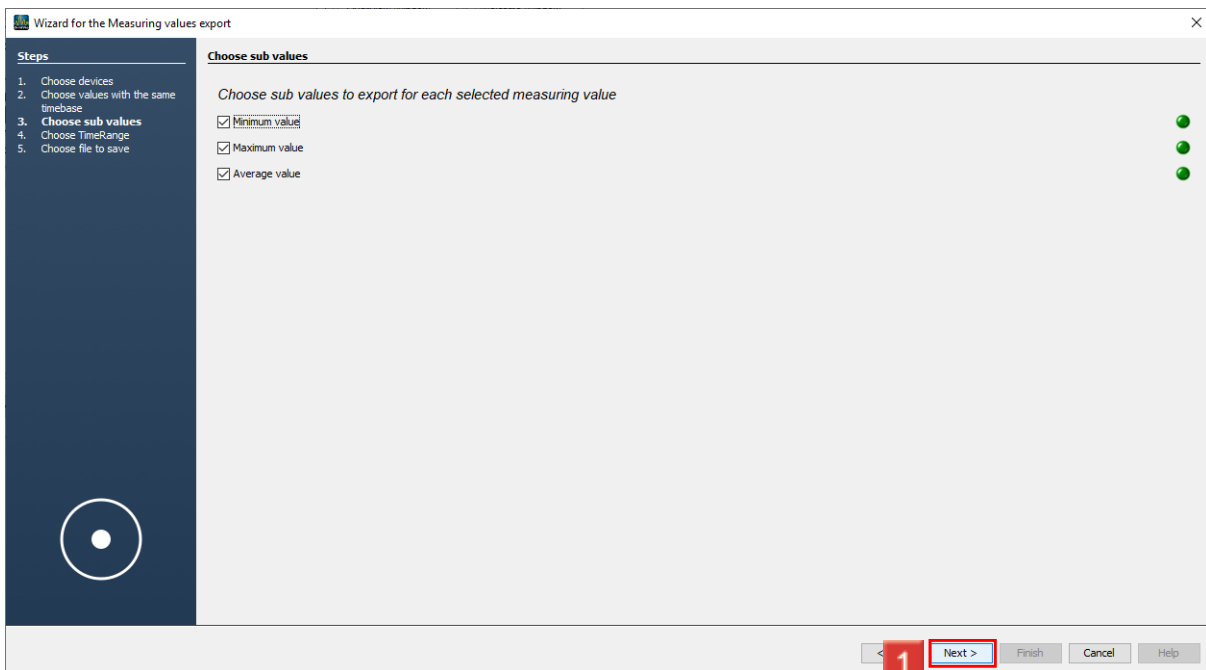 Wizard for the Measuring values export
Steps
1. Choose devices
2. Choose values with the same
timebase
3. Choose sub values
4. Choose TimeRange
5. Choose file to save
Choose sub values
Choose sub values to export for each selected measuring value
Minimum value
Maximum value
Average value
< 1 Next > Finish Cancel Help